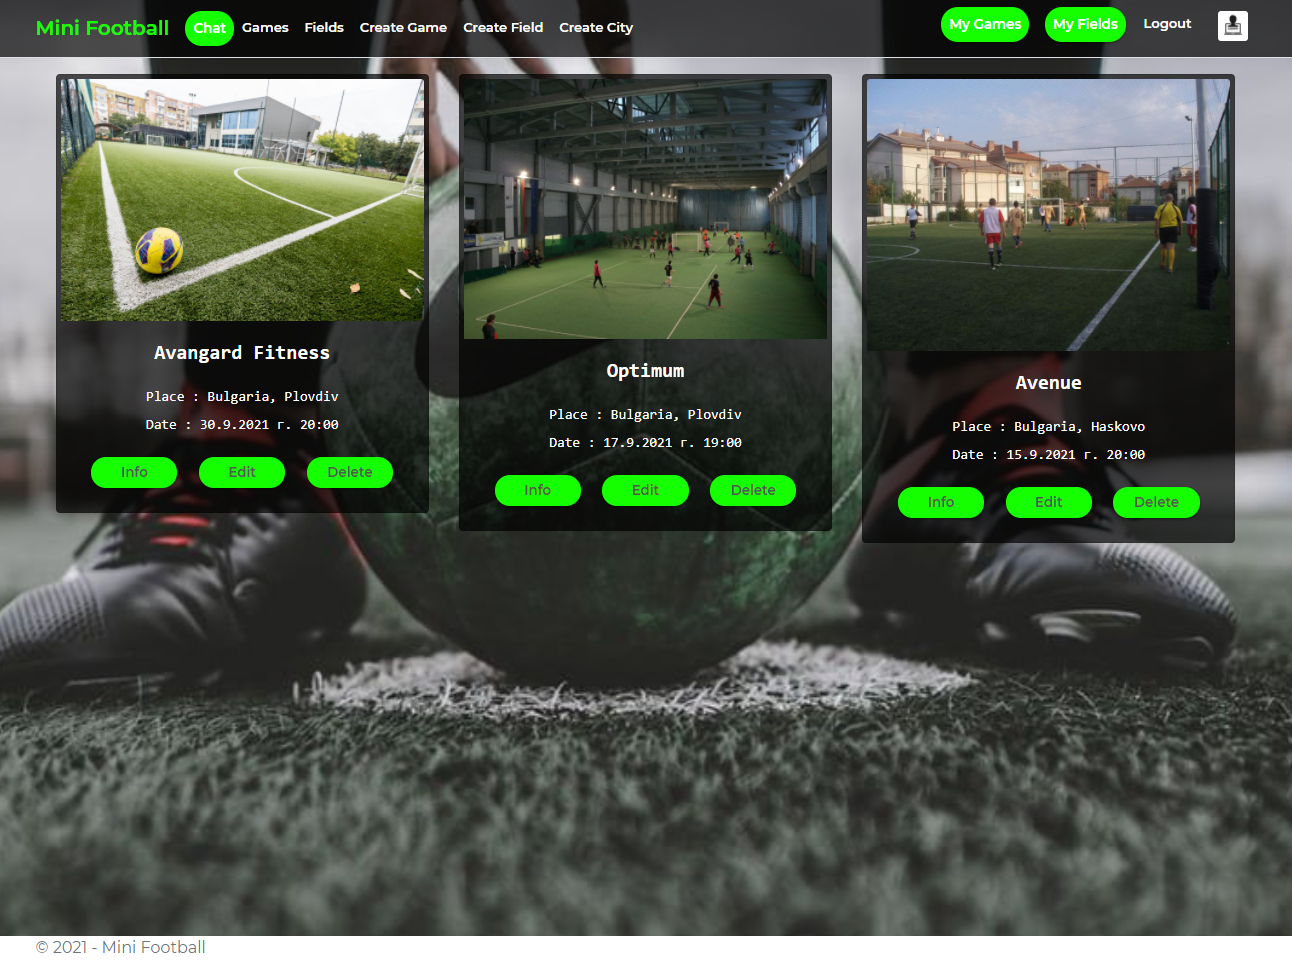 Mini Football Chat Games Fields Create Game Create Field Create City My Games My Fields Logout
Avangard Fitness
Place : Bulgaria, Plovdiv
Date : 30.9.2021 г. 20:00
Info Edit Delete
Optimum
Place : Bulgaria, Plovdiv
Date : 17.9.2021 г. 19:00
Info Edit Delete
Avenue
Place : Bulgaria, Haskovo
Date : 15.9.2021 г. 20:00
Info Edit Delete
© 2021 - Mini Football